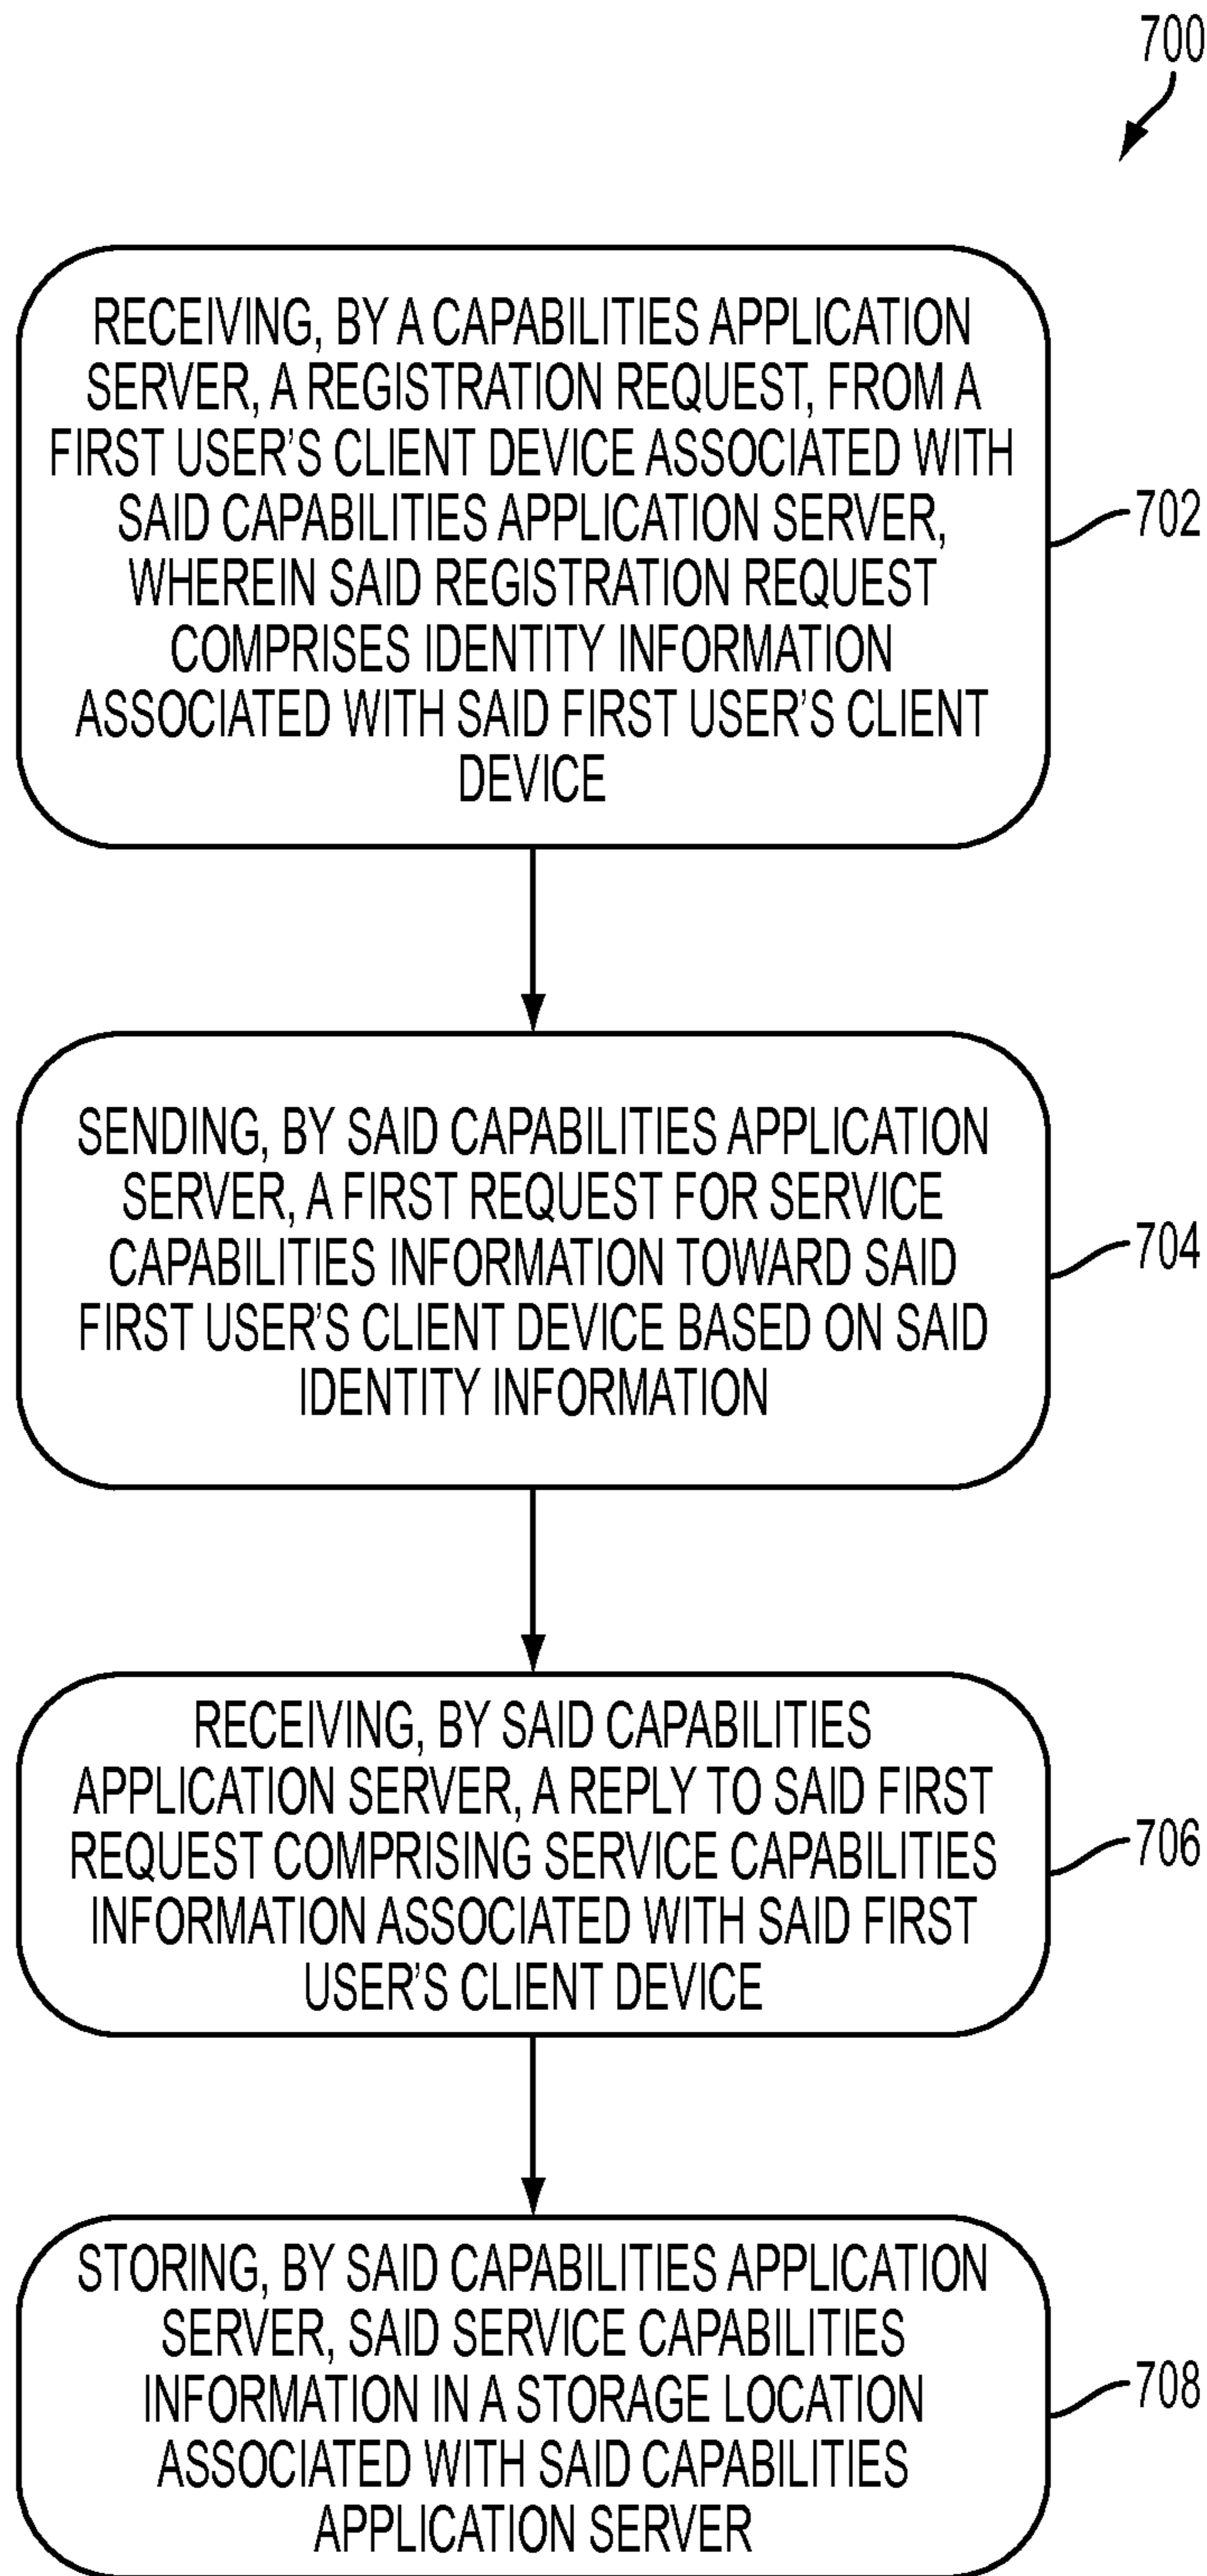 700
RECEIVING, BY A CAPABILITIES APPLICATION
SERVER, A REGISTRATION REQUEST, FROM A
FIRST USER'S CLIENT DEVICE ASSOCIATED WITH
SAID CAPABILITIES APPLICATION SERVER,
WHEREIN SAID REGISTRATION REQUEST
COMPRISES IDENTITY INFORMATION
ASSOCIATED WITH SAID FIRST USER'S CLIENT
DEVICE
702
SENDING, BY SAID CAPABILITIES APPLICATION
SERVER, A FIRST REQUEST FOR SERVICE
CAPABILITIES INFORMATION TOWARD SAID
FIRST USER'S CLIENT DEVICE BASED ON SAID
IDENTITY INFORMATION
704
RECEIVING, BY SAID CAPABILITIES
APPLICATION SERVER, A REPLY TO SAID FIRST
REQUEST COMPRISING SERVICE CAPABILITIES
INFORMATION ASSOCIATED WITH SAID FIRST
USER'S CLIENT DEVICE
706
STORING, BY SAID CAPABILITIES APPLICATION
SERVER, SAID SERVICE CAPABILITIES
INFORMATION IN A STORAGE LOCATION
ASSOCIATED WITH SAID CAPABILITIES
APPLICATION SERVER
708